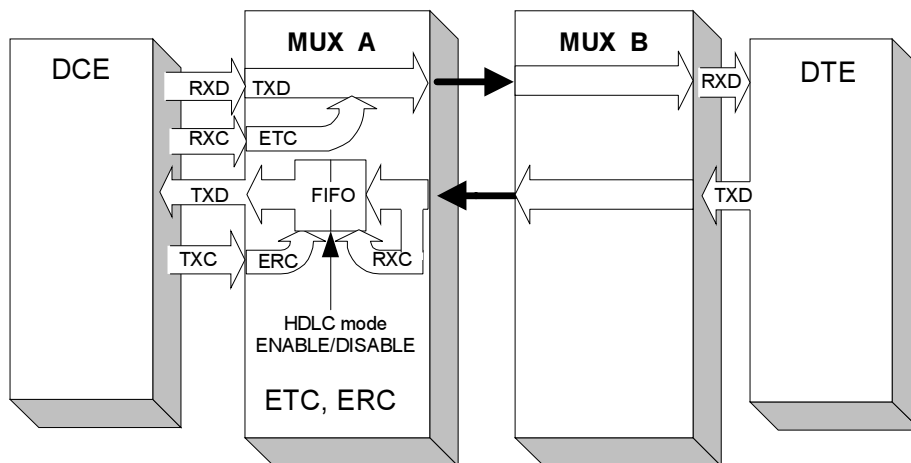 MUX A
MUX B
DCE
DTE
RXD
TXD
RXD
RXC
ETC
TXD
FIFO
TXD
TXC
ERC
RXC
HDLC mode
ENABLE/DISABLE
ETC, ERC